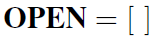 OPEN = [ ]